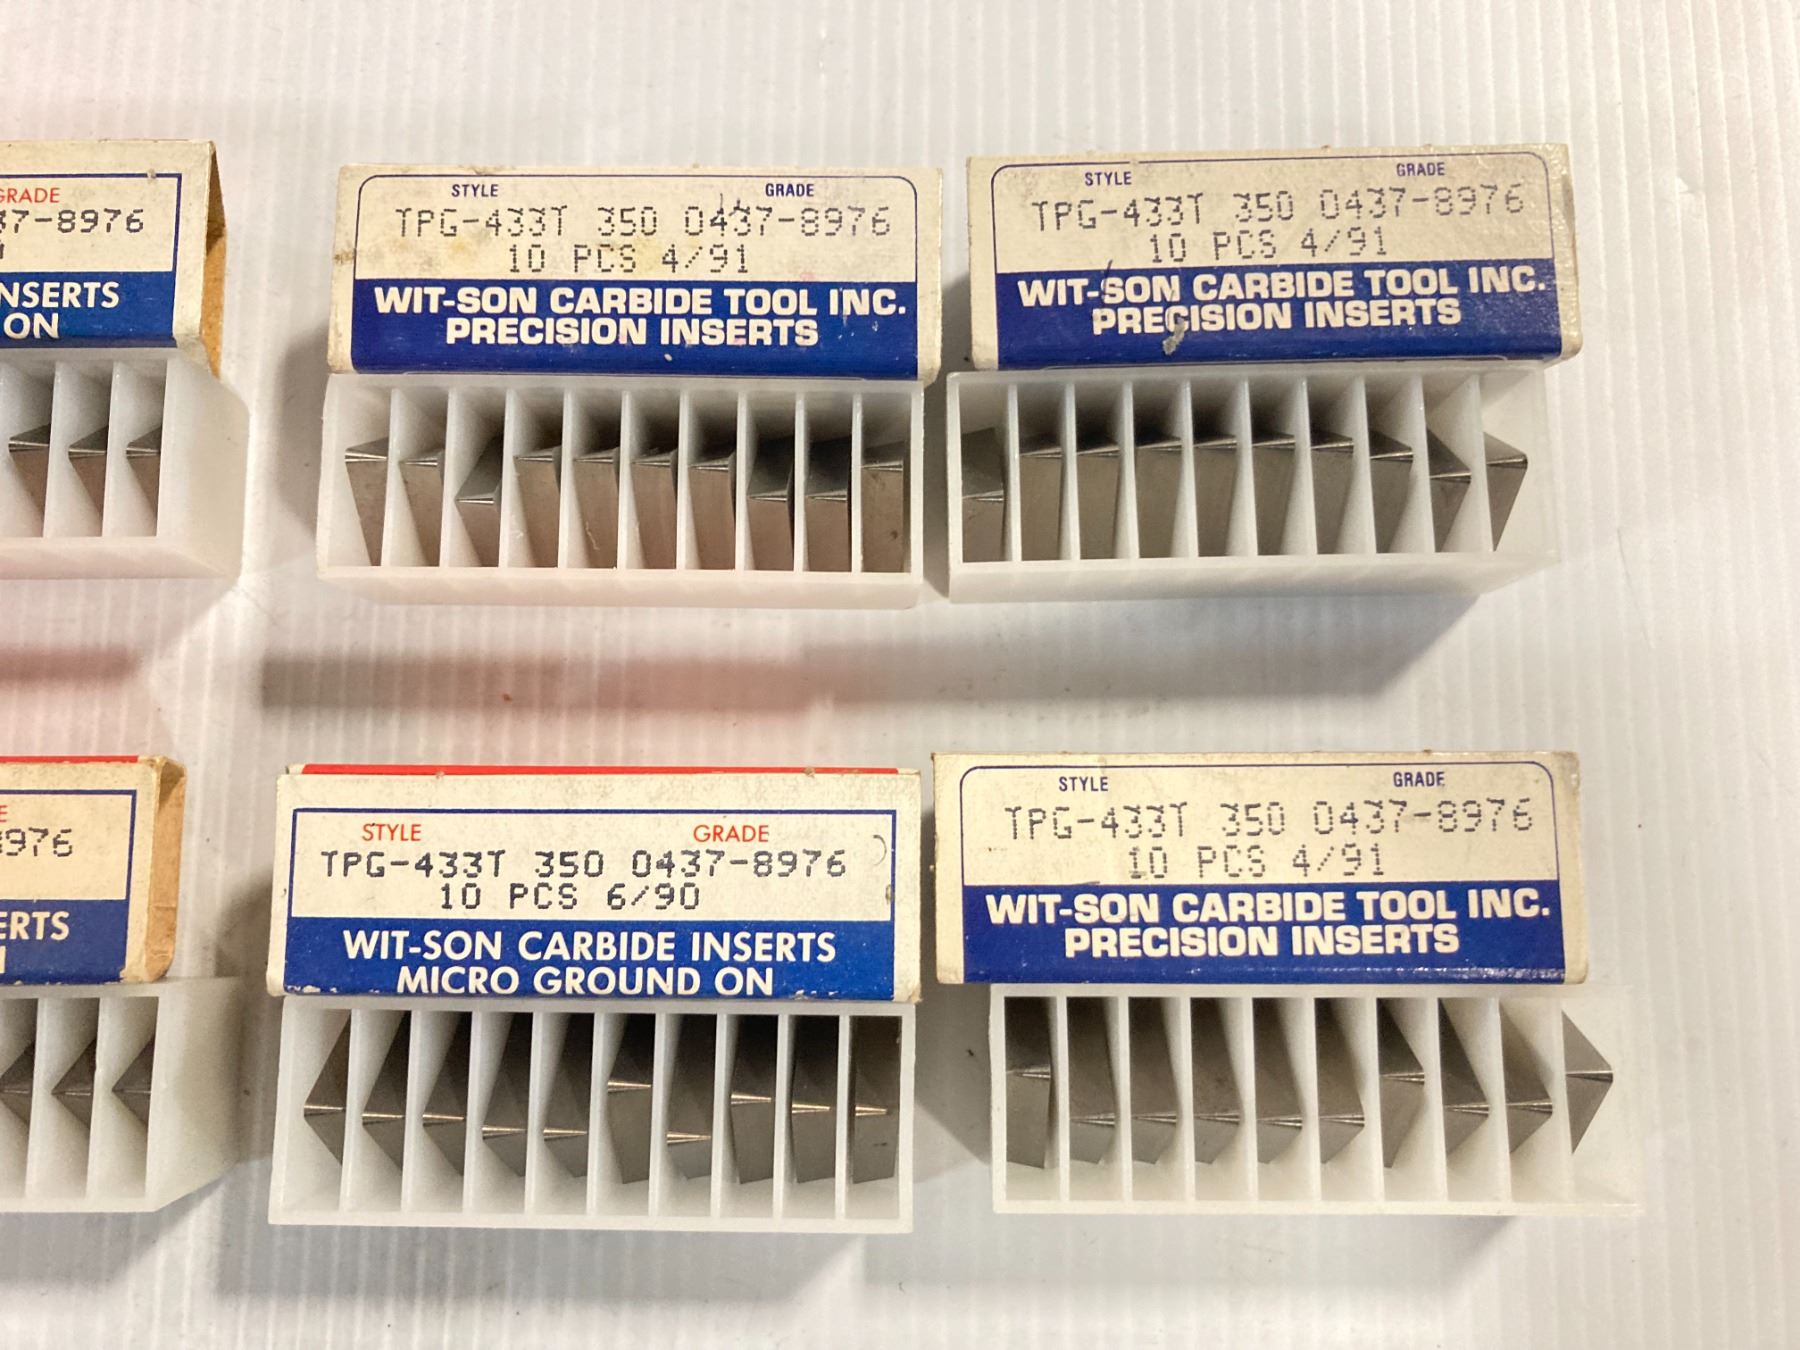 GRADE
37-8976
INSERTS
ON
STYLE GRADE
TPG-433T 350 0437-8976
10 PCS 4/91
WIT-SON CARBIDE TOOL INC.
PRECISION INSERTS
STYLE GRADE
TPG-433T 350 0437-8976
10 PCS 4/91
WIT-SON CARBIDE TOOL INC.
PRECISION INSERTS
8976
ERTS
STYLE GRADE
TPG-433T 350 0437-8976
10 PCS 6/90
WIT-SON CARBIDE INSERTS
MICRO GROUND ON
STYLE GRADE
TPG-433T 350 0437-8976
10 PCS 4/91
WIT-SON CARBIDE TOOL INC.
PRECISION INSERTS